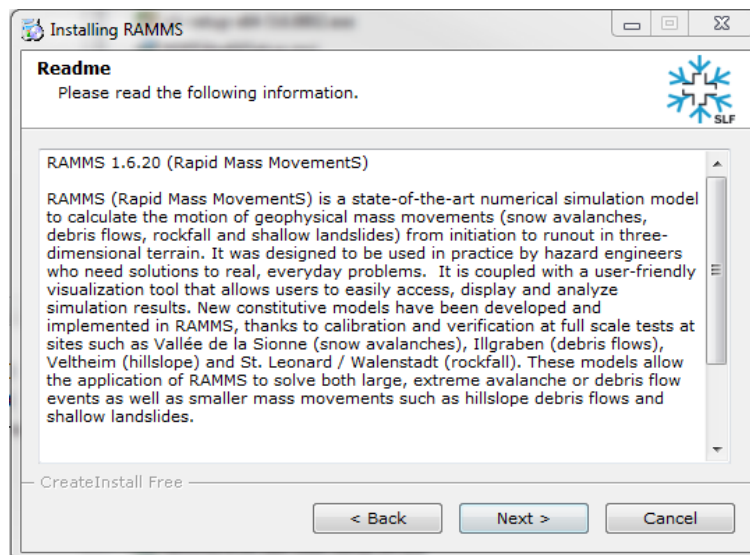 Installing RAMMS
Readme
Please read the following information.
SLF
RAMMS 1.6.20 (Rapid Mass MovementS)
RAMMS (Rapid Mass MovementS) is a state-of-the-art numerical simulation model
to calculate the motion of geophysical mass movements (snow avalanches,
debris flows, rockfall and shallow landslides) from initiation to runout in three-
dimensional terrain. It was designed to be used in practice by hazard engineers
who need solutions to real, everyday problems.  It is coupled with a user-friendly
visualization tool that allows users to easily access, display and analyze
simulation results. New constitutive models have been developed and
implemented in RAMMS, thanks to calibration and verification at full scale tests at
sites such as Vallée de la Sionne (snow avalanches), Illgraben (debris flows),
Veltheim (hillslope) and St. Leonard / Walenstadt (rockfall). These models allow
the application of RAMMS to solve both large, extreme avalanche or debris flow
events as well as smaller mass movements such as hillslope debris flows and
shallow landslides.
CreateInstall Free
< Back
Next >
Cancel